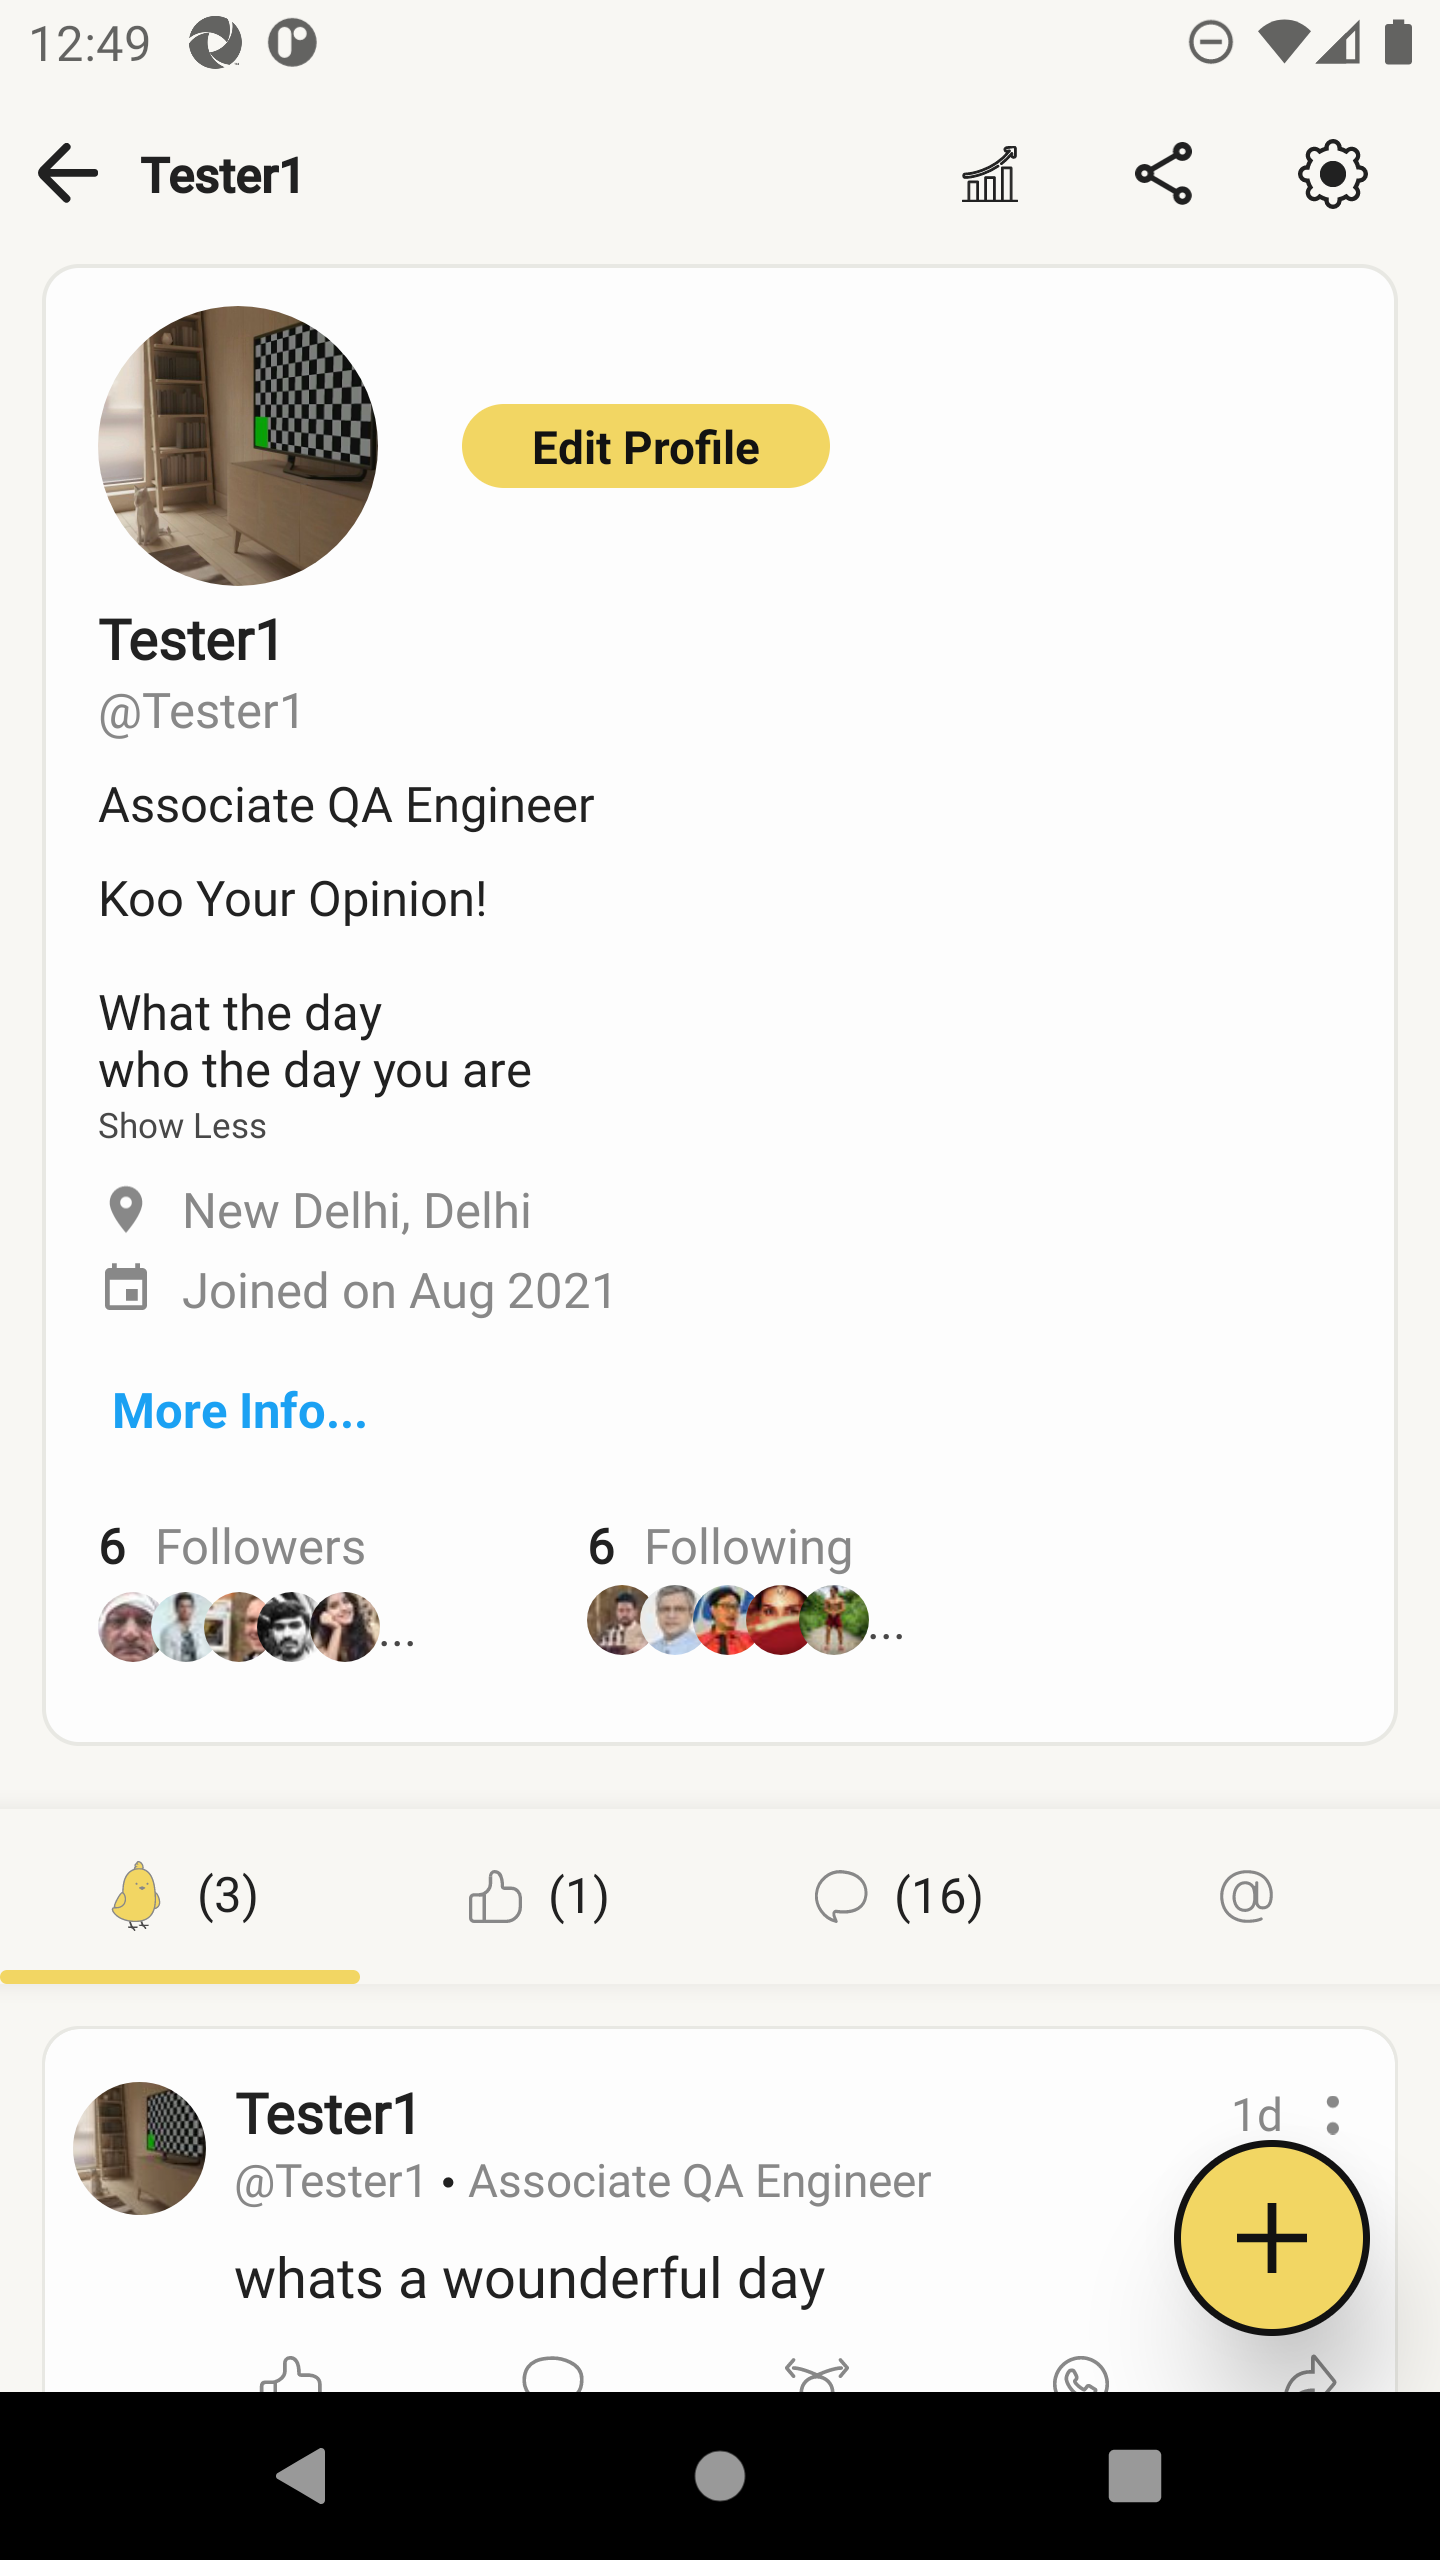 12:49
Tester1
Edit Profile
Tester1
@Tester1
Associate QA Engineer
Koo Your Opinion!
What the day
who the day you are
Show Less
New Delhi, Delhi
Joined on Aug 2021
More Info...
6 Followers 6 Following
... ...
(3) (1) (16) @
Tester1 1d
@Tester1 • Associate QA Engineer
whats a wounderful day